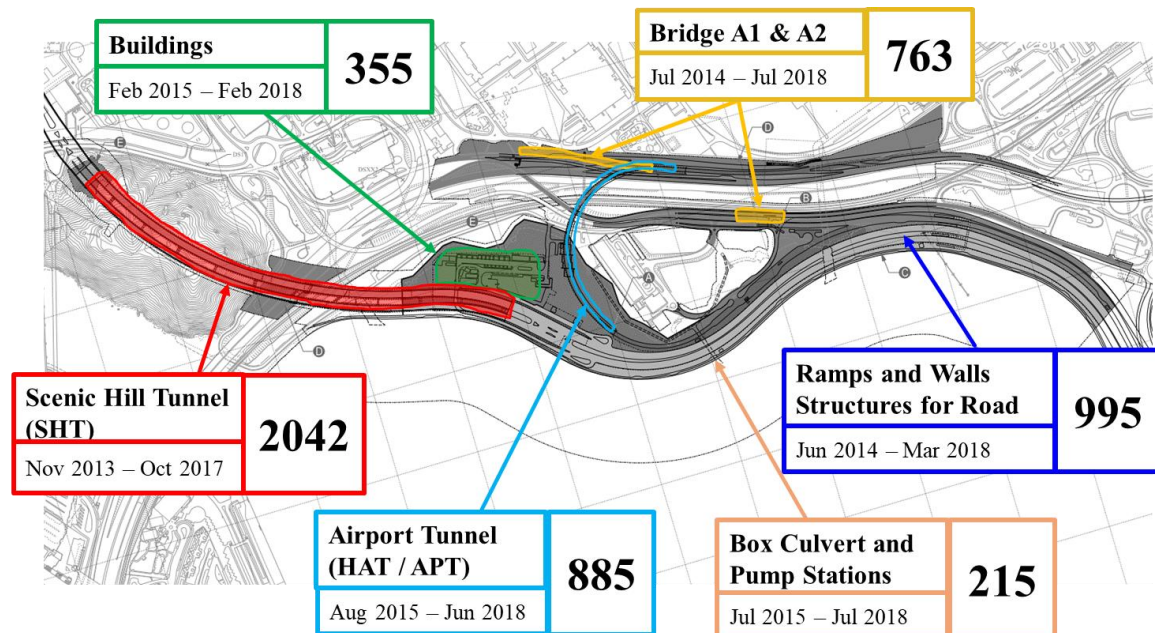 Buildings
Feb 2015 – Feb 2018
355
Bridge A1 & A2
Jul 2014 – Jul 2018
763
E
D
E
B
A
C
D
Scenic Hill Tunnel
(SHT)
Nov 2013 – Oct 2017
2042
Ramps and Walls
Structures for Road
Jun 2014 – Mar 2018
995
Airport Tunnel
(HAT / APT)
Aug 2015 – Jun 2018
885
Box Culvert and
Pump Stations
Jul 2015 – Jul 2018
215